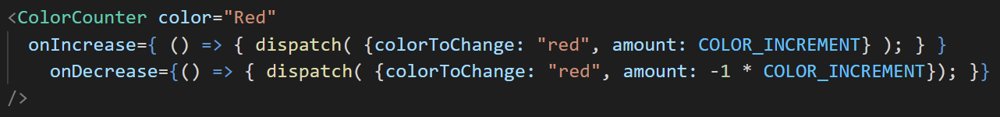 <ColorCounter color="Red"
  onIncrease={ () => { dispatch( {colorToChange: "red", amount: COLOR_INCREMENT} ); } }
    onDecrease={() => { dispatch( {colorToChange: "red", amount: -1 * COLOR_INCREMENT}); }}
/>